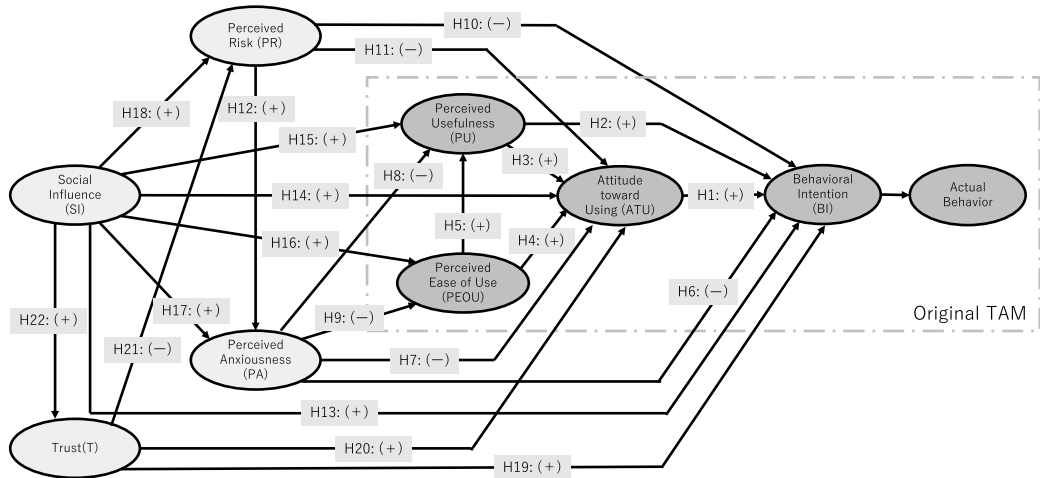 Perceived
Risk (PR)
H10: (－)
H11: (－)
H18: (＋)
H12: (＋)
H15: (＋)
Perceived
Usefulness
(PU)
H2: (＋)
H3: (＋)
H8: (－)
Social
Influence
(SI)
H14: (＋)
Attitude
toward
Using (ATU)
H1: (＋)
Behavioral
Intention
(BI)
Actual
Behavior
H5: (＋)
H4: (＋)
H16: (＋)
Perceived
Ease of Use
(PEOU)
H6: (－)
H17: (＋)
H9: (－)
Original TAM
H22: (＋)
H21: (－)
Perceived
Anxiousness
(PA)
H7: (－)
H13: (＋)
Trust(T)
H20: (＋)
H19: (＋)